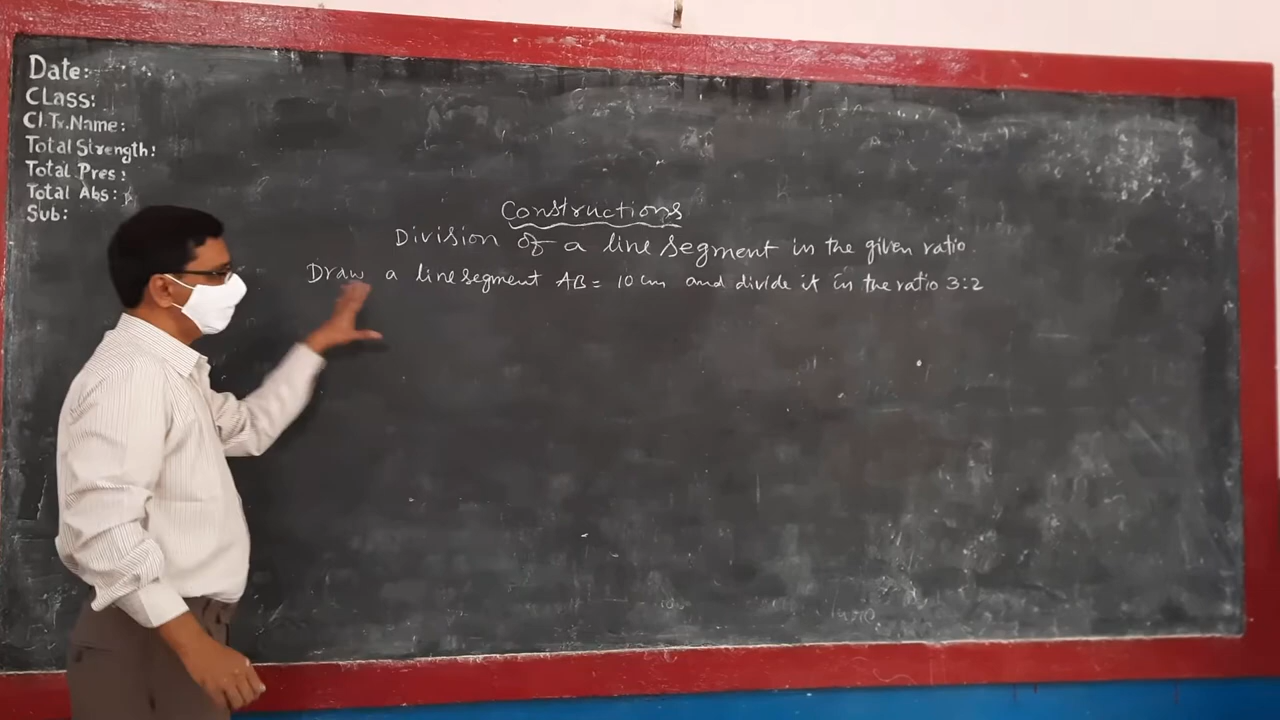 Date:
CLass:
Cl.Tr.Name:
Total Strength:
Total Pres:
Total Abs:
Sub:
Constructions
Division of a line segment in the given ratio.
Draw a line segment AB = 10 cm and divide it in the ratio 3:2